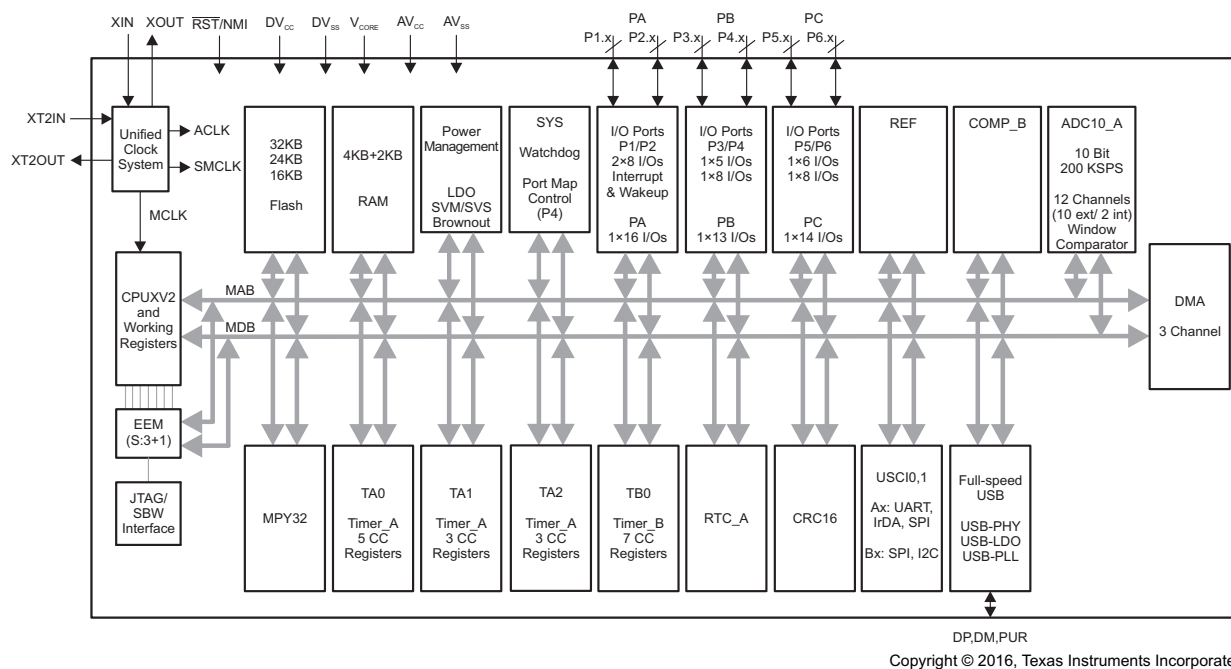 XIN XOUT RST/NMI DVCC DVSS VCORE AVCC AVSS
PA PB PC
P1.x P2.x P3.x P4.x P5.x P6.x
XT2IN
XT2OUT
Unified
Clock
System
ACLK
SMCLK
MCLK
32KB
24KB
16KB
Flash
4KB+2KB
RAM
Power
Management
LDO
SVM/SVS
Brownout
SYS
Watchdog
Port Map
Control
(P4)
I/O Ports
P1/P2
2×8 I/Os
Interrupt
& Wakeup
PA
1×16 I/Os
I/O Ports
P3/P4
1×5 I/Os
1×8 I/Os
PB
1×13 I/Os
I/O Ports
P5/P6
1×6 I/Os
1×8 I/Os
PC
1×14 I/Os
REF
COMP_B
ADC10_A
10 Bit
200 KSPS
12 Channels
(10 ext/ 2 int)
Window
Comparator
CPUXV2
and
Working
Registers
MAB
MDB
DMA
3 Channel
EEM
(S:3+1)
JTAG/
SBW
Interface
MPY32
TA0
Timer_A
5 CC
Registers
TA1
Timer_A
3 CC
Registers
TA2
Timer_A
3 CC
Registers
TB0
Timer_B
7 CC
Registers
RTC_A
CRC16
USCI0,1
Ax: UART,
IrDA, SPI
Bx: SPI, I2C
Full-speed
USB
USB-PHY
USB-LDO
USB-PLL
DP,DM,PUR
Copyright © 2016, Texas Instruments Incorporate